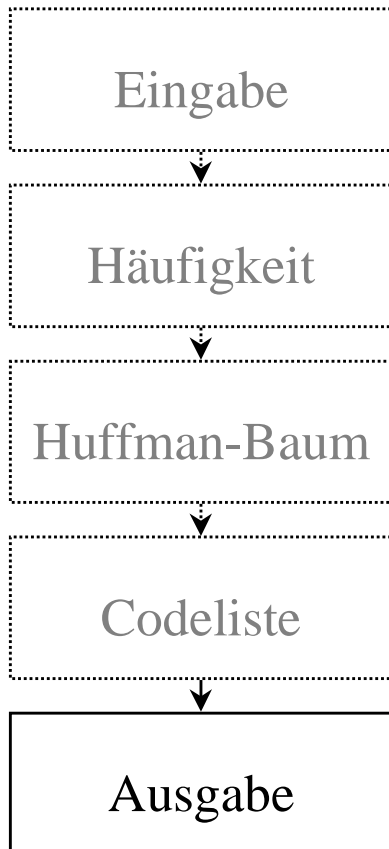 Eingabe
Häufigkeit
Huffman-Baum
Codeliste
Ausgabe